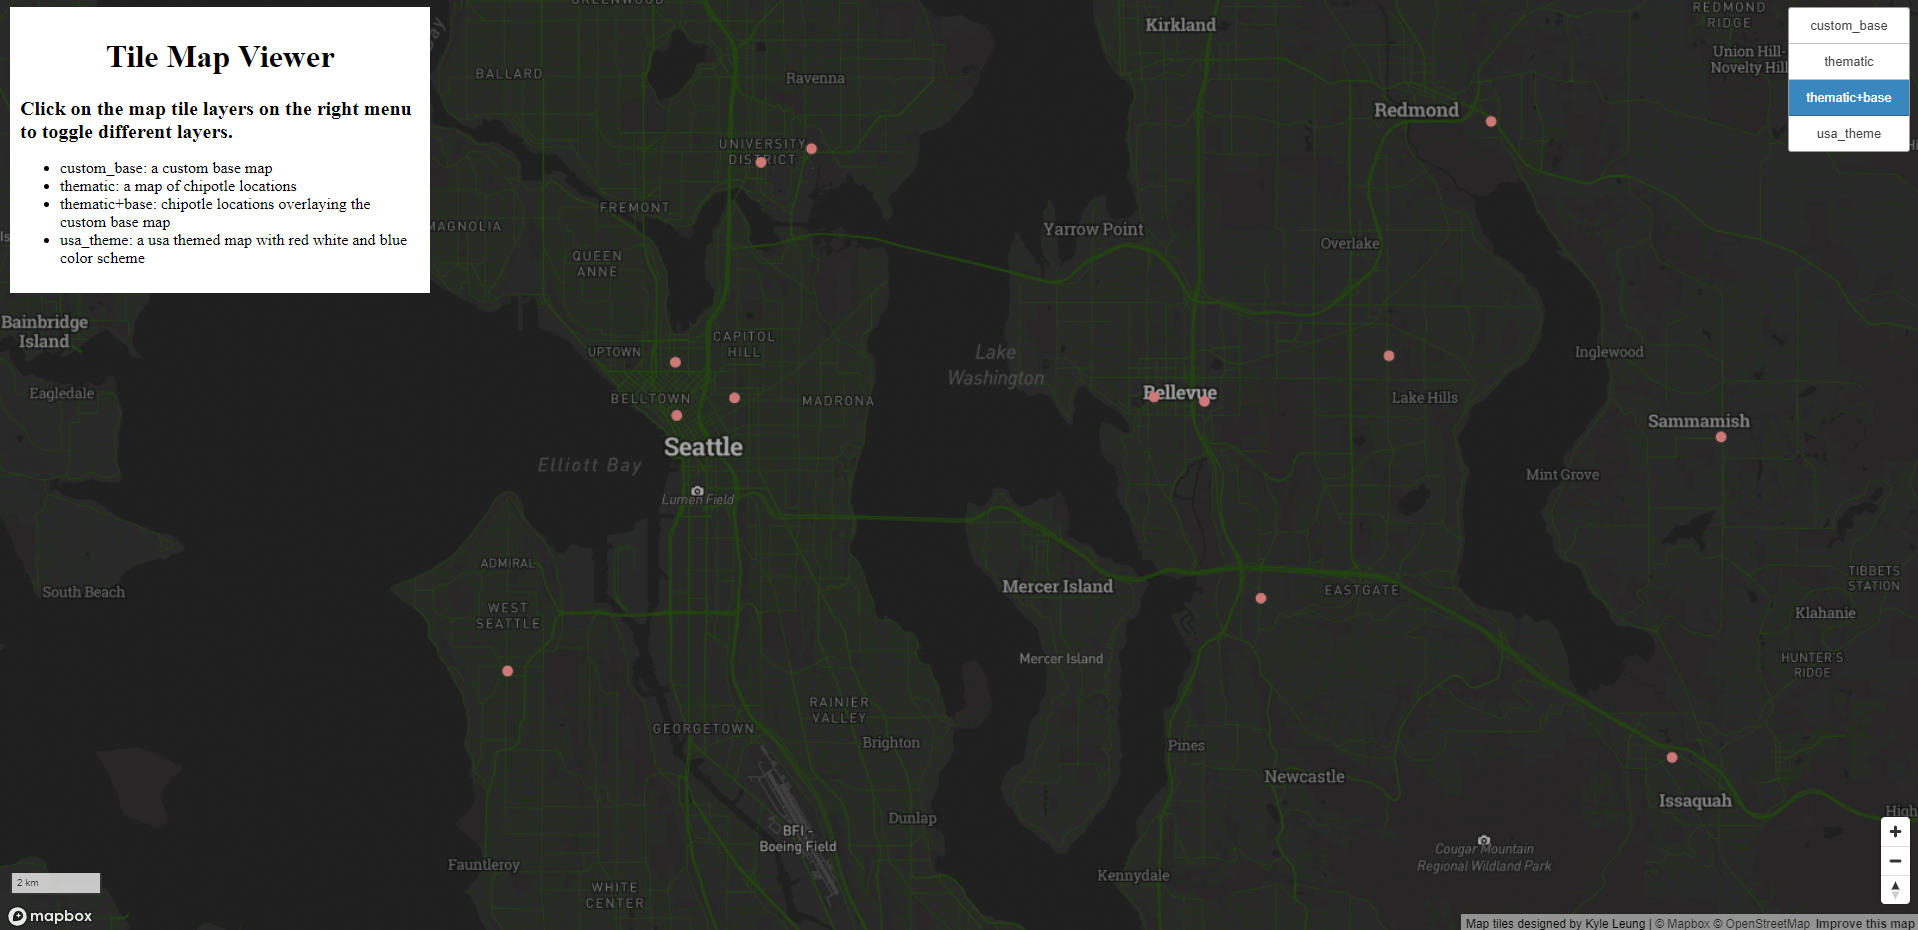 Tile Map Viewer
Click on the map tile layers on the right menu
to toggle different layers.
custom_base: a custom base map
thematic: a map of chipotle locations
thematic+base: chipotle locations overlaying the
custom base map
usa_theme: a usa themed map with red white and blue
color scheme
custom_base
thematic
thematic+base
usa_theme
Kirkland
REDMOND
RIDGE
Union Hill-
Novelty Hill
BALLARD
Ravenna
Redmond
UNIVERSITY
DISTRICT
FREMONT
MAGNOLIA
Yarrow Point
Overlake
QUEEN
ANNE
Bainbridge
Island
UPTOWN
CAPITOL
HILL
Lake
Washington
Inglewood
Eagledale
BELLTOWN
MADRONA
Bellevue
Lake Hills
Sammamish
Seattle
Elliott Bay
Lumen Field
Mint Grove
ADMIRAL
South Beach
WEST
SEATTLE
Mercer Island
EASTGATE
TIBBETS
STATION
Klahanie
Mercer Island
HUNTER'S
RIDGE
RAINIER
VALLEY
GEORGETOWN
Brighton
Pines
Newcastle
Issaquah
High
Dunlap
BFI -
Boeing Field
Cougar Mountain
Regional Wildland Park
Fauntleroy
Kennydale
WHITE
CENTER
2 km
mapbox
Map tiles designed by Kyle Leung | © Mapbox © OpenStreetMap Improve this map